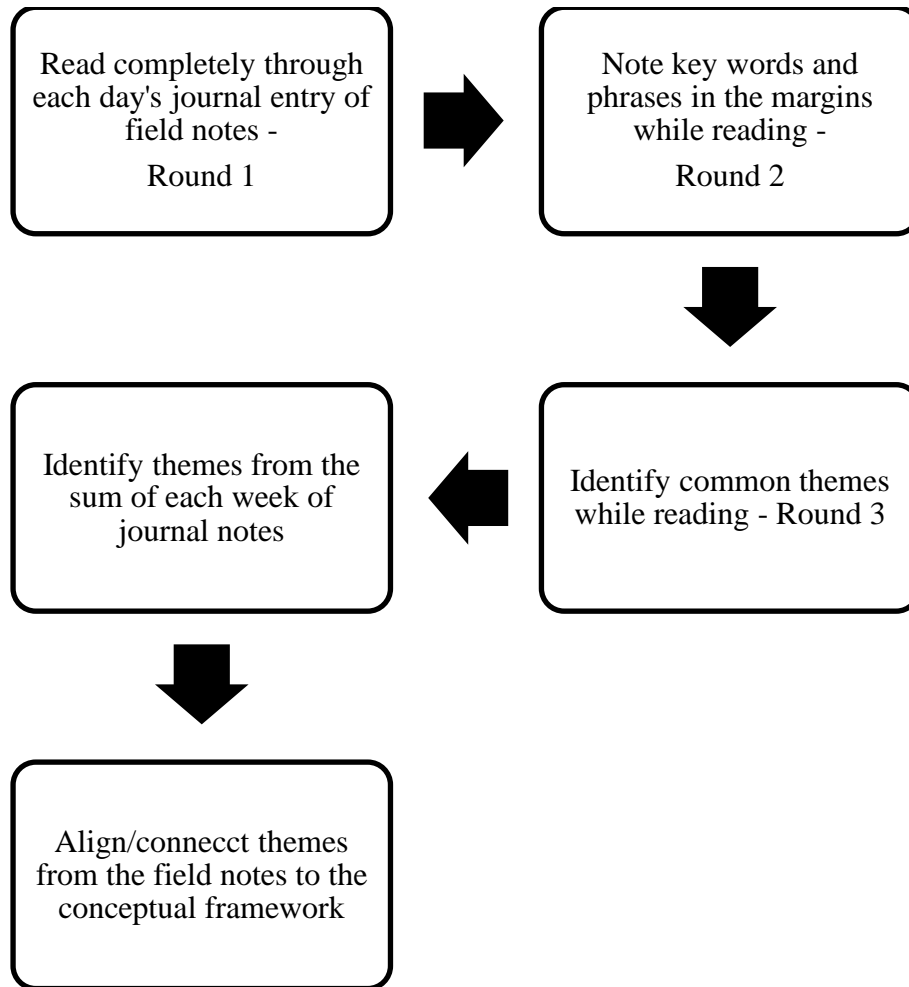 Read completely through
each day's journal entry of
field notes -
Round 1
Note key words and
phrases in the margins
while reading -
Round 2
Identify common themes
while reading - Round 3
Identify themes from the
sum of each week of
journal notes
Align/connecct themes
from the field notes to the
conceptual framework